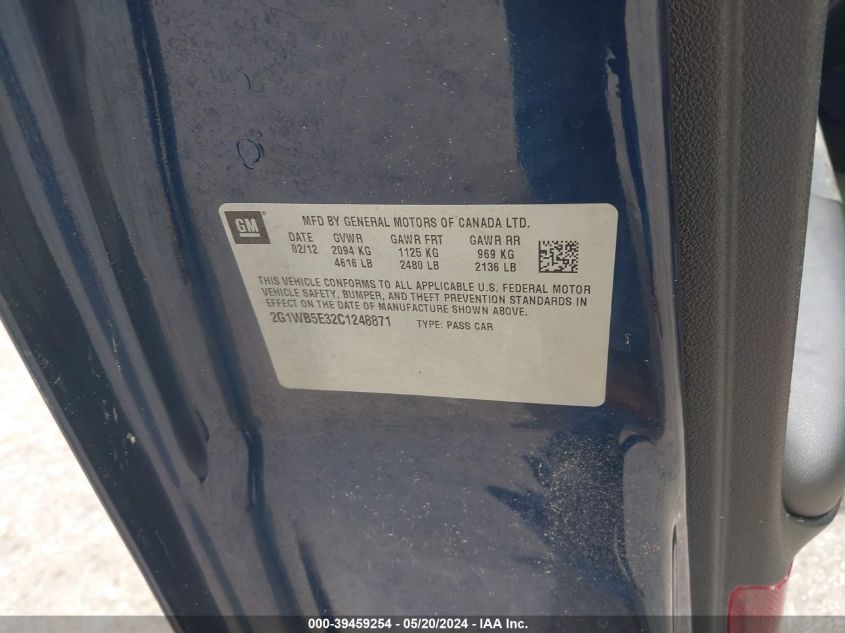 GM
MFD BY GENERAL MOTORS OF CANADA LTD.
DATE GVWR GAWR FRT GAWR RR
02/12 2094 KG 1125 KG 969 KG
4616 LB 2480 LB 2136 LB
THIS VEHICLE CONFORMS TO ALL APPLICABLE U.S. FEDERAL MOTOR
VEHICLE SAFETY, BUMPER, AND THEFT PREVENTION STANDARDS IN
EFFECT ON THE DATE OF MANUFACTURE SHOWN ABOVE.
2G1WB5E32C1248871 TYPE: PASS CAR
000-39459254 - 05/20/2024 - IAA Inc.